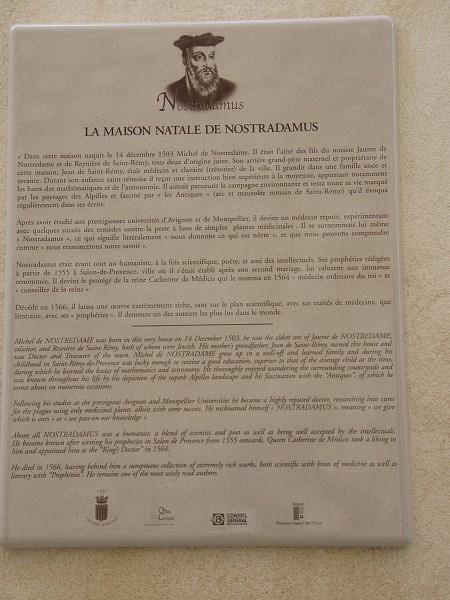 Nostradamus
LA MAISON NATALE DE NOSTRADAMUS
« Dans cette maison naquit le 14 décembre 1503 Michel de Nostredame. Il était l'aîné des fils du notaire Jaume de
Nostredame et de Reynière de Saint-Rémy, tous deux d'origine juive. Son arrière grand-père maternel et propriétaire de
cette maison, Jean de Saint-Rémy, était médecin et clavaire (trésorier) de la ville. Il grandit dans une famille aisée et
savante. Durant son enfance saint-rémoise il reçut une instruction bien supérieure à la moyenne, apprenant notamment
les bases des mathématiques et de l'astronomie. Il aimait parcourir la campagne environnante et resta toute sa vie marqué
par les paysages des Alpilles et fasciné par « les Antiques » (arc et mausolée romain de Saint-Rémy) qu'il évoqua
régulièrement dans ses écrits.
Après avoir étudié aux prestigieuses universités d'Avignon et de Montpellier, il devint un médecin réputé, expérimentant
avec quelques succès des remèdes contre la peste à base de simples plantes médicinales . Il se surnommait lui même
« Nostradamus », ce qui signifie littéralement « nous donnons ce qui est nôtre », et que nous pouvons comprendre
comme « nous transmettons notre savoir ».
Nostradamus était avant tout un humaniste, à la fois scientifique, poète, et ami des intellectuels. Ses prophéties rédigées
à partir de 1555 à Salon-de-Provence, ville où il s'était établi après son second mariage, lui valurent une immense
renommée. Il devint le protégé de la reine Catherine de Médicis qui le nomma en 1564 « médecin ordinaire du roi » et
« conseiller de la reine ».
Décédé en 1566, il laissa une œuvre extrêmement riche, tant sur le plan scientifique, avec ses traités de médecine, que
littéraire, avec ses « prophéties ». Il demeure un des auteurs les plus lus dans le monde.
Michel de NOSTREDAME was born in this very house on 14 December 1503, he was the eldest son of Jaume de NOSTREDAME,
solicitor, and Reynière de Saint-Rémy, both of whom were Jewish. His mother's grandfather, Jean de Saint-Rémy, owned this house and
was Doctor and Treasurer of the town. Michel de NOSTREDAME grew up in a well-off and learned family and during his
childhood in Saint-Rémy-de-Provence was lucky enough to receive a good education, superior to that of the average child at the time,
during which he learned the basics of mathematics and astronomy. He thoroughly enjoyed wandering the surrounding countryside and
was known throughout his life by his depiction of the superb Alpilles landscape and his fascination with the "Antiques", of which he
wrote about on numerous occasions.
Following his studies at the prestigious Avignon and Montpellier Universities he became a highly reputed doctor, researching into cures
for the plague using only medicinal plants, albeit with some success. He nicknamed himself « NOSTRADAMUS », meaning « we give
which is ours » or « we pass-on our knowledge ».
Above all NOSTRADAMUS was a humanist, a blend of scientist and poet as well as being well accepted by the intellectuals.
He became known after writing his prophecies in Salon de Provence from 1555 onwards. Queen Catherine de Médicis took a liking to
him and appointed him as the "King's Doctor" in 1564.
He died in 1566, leaving behind him a sumptuous collection of extremely rich works, both scientific with hints of medicine as well as
literary with "Prophéties". He remains one of the most widely read authors.
CONSEIL
GENERAL